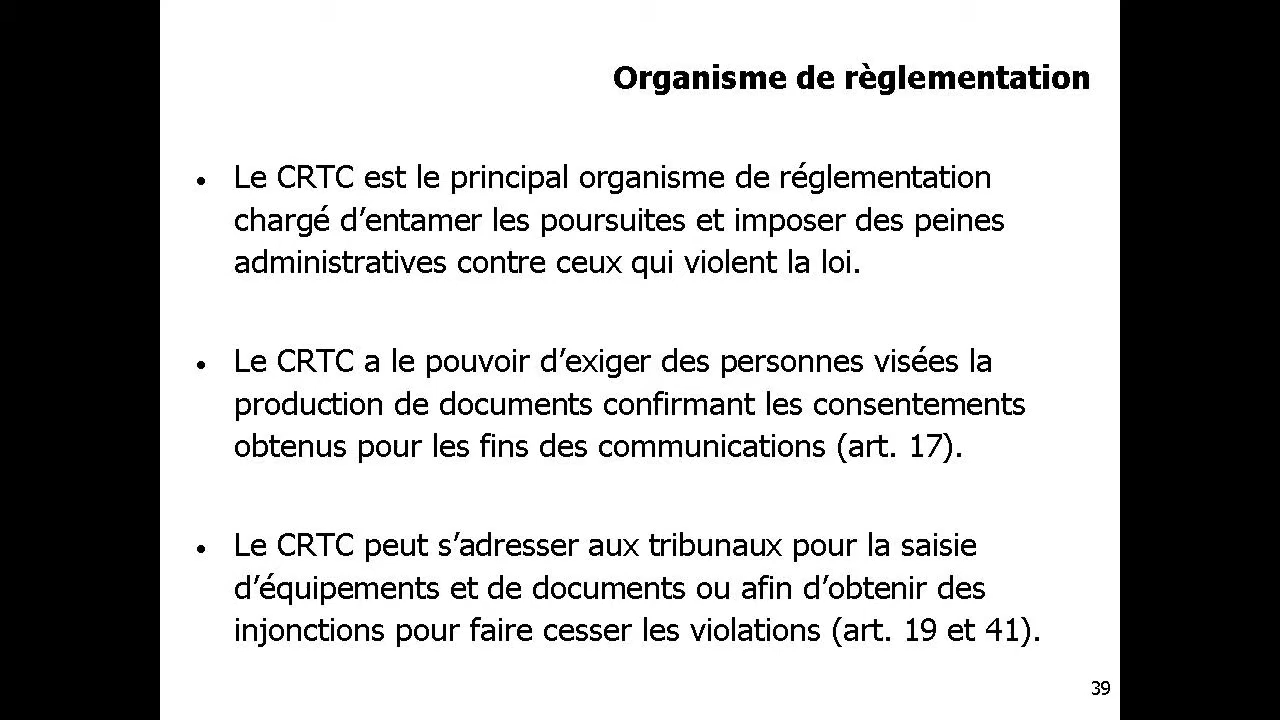 Organisme de règlementation
• Le CRTC est le principal organisme de réglementation
chargé d’entamer les poursuites et imposer des peines
administratives contre ceux qui violent la loi.
• Le CRTC a le pouvoir d’exiger des personnes visées la
production de documents confirmant les consentements
obtenus pour les fins des communications (art. 17).
• Le CRTC peut s’adresser aux tribunaux pour la saisie
d’équipements et de documents ou afin d’obtenir des
injonctions pour faire cesser les violations (art. 19 et 41).
39